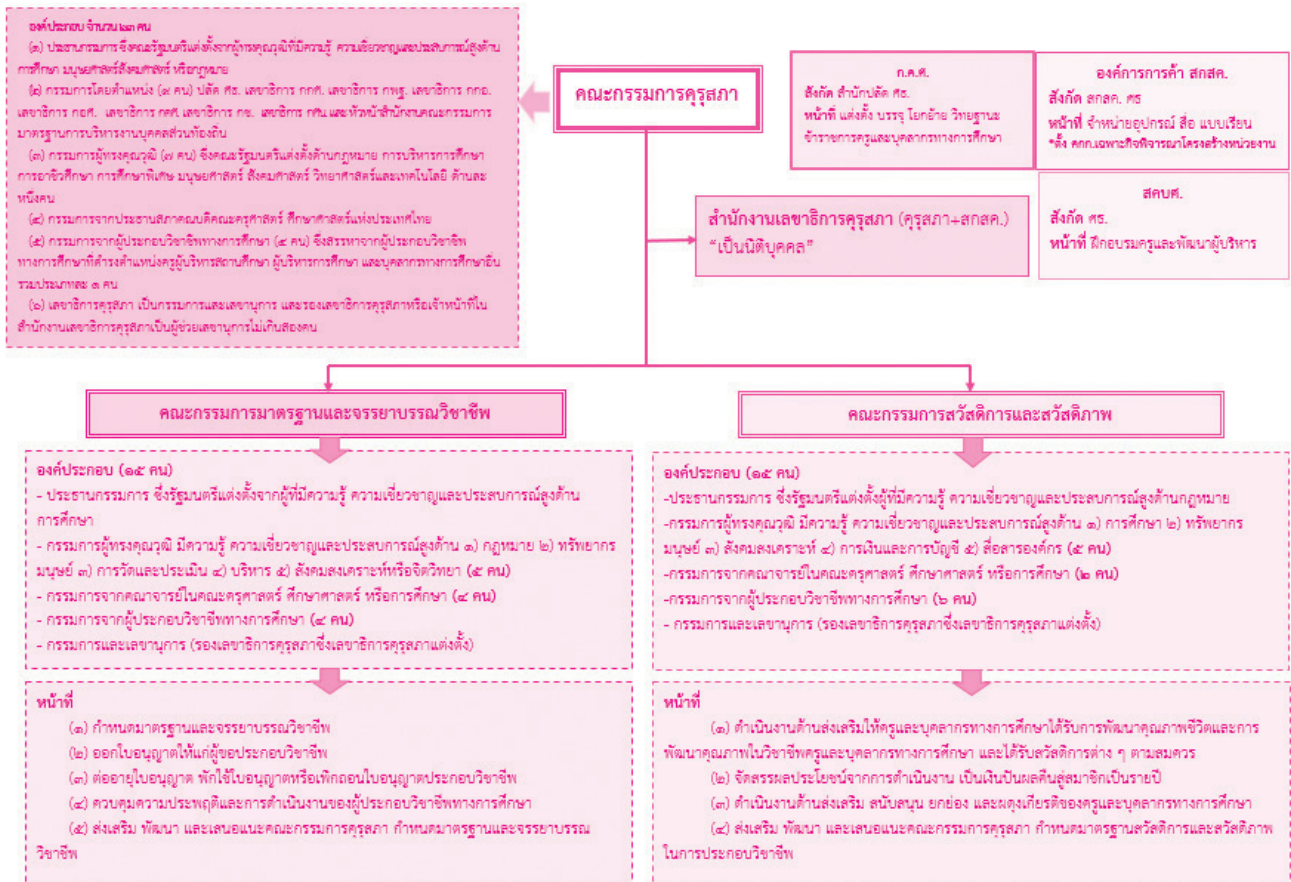 องค์ประกอบ จำนวน ๒๓ คน
(๑) ประธานกรรมการ ซึ่งคณะรัฐมนตรีแต่งตั้งจากผู้ทรงคุณวุฒิที่มีความรู้ ความเชี่ยวชาญและประสบการณ์สูงด้าน
การศึกษา มนุษยศาสตร์สังคมศาสตร์ หรือกฎหมาย
(๒) กรรมการโดยตำแหน่ง (๙ คน) ปลัด ศธ. เลขาธิการ กกศ. เลขาธิการ กพฐ. เลขาธิการ กกอ.
เลขาธิการ กอศ. เลขาธิการ กคศ. เลขาธิการ กช. เลขาธิการ กศน.และหัวหน้าสำนักงานคณะกรรมการ
มาตรฐานการบริหารงานบุคคลส่วนท้องถิ่น
(๓) กรรมการผู้ทรงคุณวุฒิ (๗ คน) ซึ่งคณะรัฐมนตรีแต่งตั้งด้านกฎหมาย การบริหารการศึกษา
การอาชีวศึกษา การศึกษาพิเศษ มนุษยศาสตร์ สังคมศาสตร์ วิทยาศาสตร์และเทคโนโลยี ด้านละ
หนึ่งคน
(๔) กรรมการจากประธานสภาคณบดีคณะครุศาสตร์ ศึกษาศาสตร์แห่งประเทศไทย
(๕) กรรมการจากผู้ประกอบวิชาชีพทางการศึกษา (๔ คน) ซึ่งสรรหาจากผู้ประกอบวิชาชีพ
ทางการศึกษาที่ดำรงตำแหน่งครูผู้บริหารสถานศึกษา ผู้บริหารการศึกษา และบุคลากรทางการศึกษาอื่น
รวมประเภทละ ๑ คน
(๖) เลขาธิการคุรุสภา เป็นกรรมการและเลขานุการ และรองเลขาธิการคุรุสภาหรือเจ้าหน้าที่ใน
สำนักงานเลขาธิการคุรุสภาเป็นผู้ช่วยเลขานุการไม่เกินสองคน
คณะกรรมการคุรุสภา
ก.ค.ศ.
สังกัด สำนักปลัด ศธ.
หน้าที่ แต่งตั้ง บรรจุ โยกย้าย วิทยฐานะ
ข้าราชการครูและบุคลากรทางการศึกษา
องค์การการค้า สกสค.
สังกัด สกสค. ศธ
หน้าที่ จำหน่ายอุปกรณ์ สื่อ แบบเรียน
*ตั้ง คกก.เฉพาะกิจพิจารณาโครงสร้างหน่วยงาน
สำนักงานเลขาธิการคุรุสภา (คุรุสภา+สกสค.)
“เป็นนิติบุคคล”
สคบศ.
สังกัด ศธ.
หน้าที่ ฝึกอบรมครูและพัฒนาผู้บริหาร
คณะกรรมการมาตรฐานและจรรยาบรรณวิชาชีพ
องค์ประกอบ (๑๕ คน)
- ประธานกรรมการ ซึ่งรัฐมนตรีแต่งตั้งจากผู้ที่มีความรู้ ความเชี่ยวชาญและประสบการณ์สูงด้าน
การศึกษา
- กรรมการผู้ทรงคุณวุฒิ มีความรู้ ความเชี่ยวชาญและประสบการณ์สูงด้าน ๑) กฎหมาย ๒) ทรัพยากร
มนุษย์ ๓) การวัดและประเมิน ๔) บริหาร ๕) สังคมสงเคราะห์หรือจิตวิทยา (๕ คน)
- กรรมการจากคณาจารย์ในคณะครุศาสตร์ ศึกษาศาสตร์ หรือการศึกษา (๔ คน)
- กรรมการจากผู้ประกอบวิชาชีพทางการศึกษา (๔ คน)
- กรรมการและเลขานุการ (รองเลขาธิการคุรุสภาซึ่งเลขาธิการคุรุสภาแต่งตั้ง)
หน้าที่
(๑) กำหนดมาตรฐานและจรรยาบรรณวิชาชีพ
(๒) ออกใบอนุญาตให้แก่ผู้ขอประกอบวิชาชีพ
(๓) ต่ออายุใบอนุญาต พักใช้ใบอนุญาตหรือเพิกถอนใบอนุญาตประกอบวิชาชีพ
(๔) ควบคุมความประพฤติและการดำเนินงานของผู้ประกอบวิชาชีพทางการศึกษา
(๕) ส่งเสริม พัฒนา และเสนอแนะคณะกรรมการคุรุสภา กำหนดมาตรฐานและจรรยาบรรณ
วิชาชีพ
คณะกรรมการสวัสดิการและสวัสดิภาพ
องค์ประกอบ (๑๕ คน)
-ประธานกรรมการ ซึ่งรัฐมนตรีแต่งตั้งผู้ที่มีความรู้ ความเชี่ยวชาญและประสบการณ์สูงด้านกฎหมาย
-กรรมการผู้ทรงคุณวุฒิ มีความรู้ ความเชี่ยวชาญและประสบการณ์สูงด้าน ๑) การศึกษา ๒) ทรัพยากร
มนุษย์ ๓) สังคมสงเคราะห์ ๔) การเงินและการบัญชี ๕) สื่อสารองค์กร (๕ คน)
-กรรมการจากคณาจารย์ในคณะครุศาสตร์ ศึกษาศาสตร์ หรือการศึกษา (๒ คน)
-กรรมการจากผู้ประกอบวิชาชีพทางการศึกษา (๖ คน)
- กรรมการและเลขานุการ (รองเลขาธิการคุรุสภาซึ่งเลขาธิการคุรุสภาแต่งตั้ง)
หน้าที่
(๑) ดำเนินงานด้านส่งเสริมให้ครูและบุคลากรทางการศึกษาได้รับการพัฒนาคุณภาพชีวิตและการ
พัฒนาคุณภาพในวิชาชีพครูและบุคลากรทางการศึกษา และได้รับสวัสดิการต่าง ๆ ตามสมควร
(๒) จัดสรรผลประโยชน์จากการดำเนินงาน เป็นเงินปันผลคืนสู่สมาชิกเป็นรายปี
(๓) ดำเนินงานด้านส่งเสริม สนับสนุน ยกย่อง และผดุงเกียรติของครูและบุคลากรทางการศึกษา
(๔) ส่งเสริม พัฒนา และเสนอแนะคณะกรรมการคุรุสภา กำหนดมาตรฐานสวัสดิการและสวัสดิภาพ
ในการประกอบวิชาชีพ